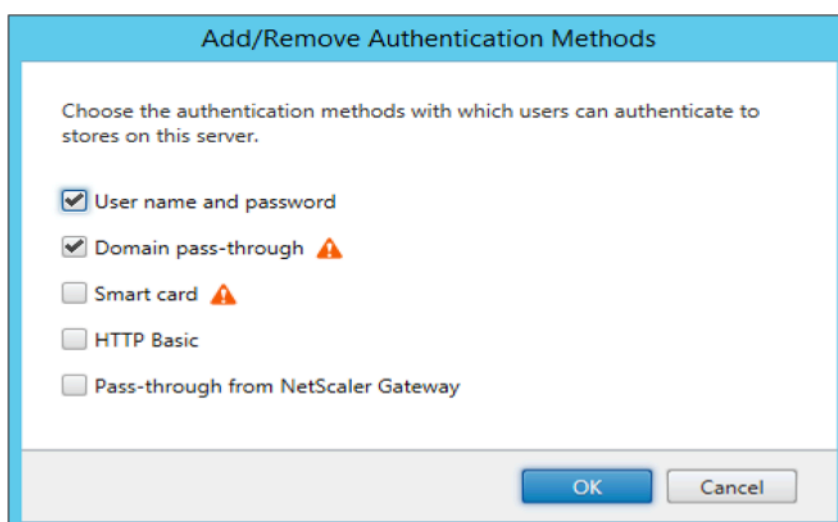 Add/Remove Authentication Methods
Choose the authentication methods with which users can authenticate to
stores on this server.
User name and password
Domain pass-through
Smart card
HTTP Basic
Pass-through from NetScaler Gateway
OK
Cancel